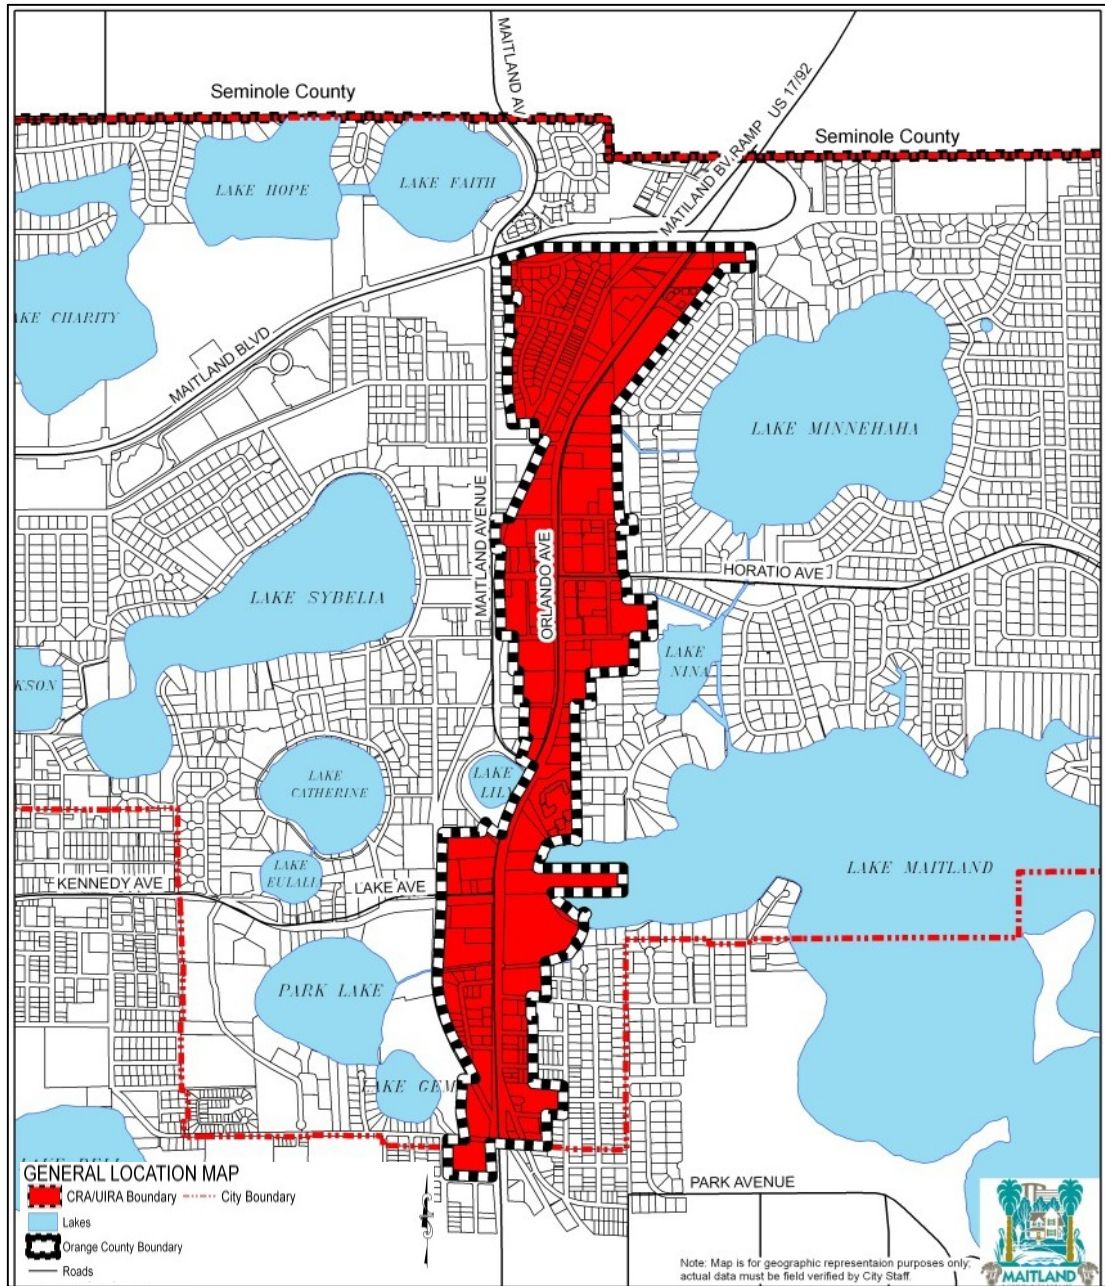 MAITLAND AV
MATILAND BV.RAMP US 17/92
Seminole County
Seminole County
LAKE HOPE
LAKE FAITH
AKE CHARITY
MAITLAND BLVD
LAKE MINNEHAHA
MAITLAND AVENUE
ORLANDO AVE
HORATIO AVE
LAKE SYBELIA
LAKE
NINA
KSON
LAKE
CATHERINE
LAKE
LILY
LAKE
EULALIA
KENNEDY AVE
LAKE AVE
LAKE MAITLAND
PARK LAKE
LAKE GEM
PARK AVENUE
GENERAL LOCATION MAP
CRA/UIRA Boundary
City Boundary
Lakes
Orange County Boundary
Roads
Note: Map is for geographic representaion purposes only;
actual data must be field verified by City Staff.
MAITLAND